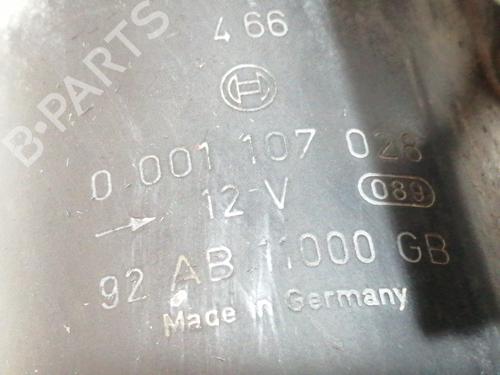 B-PARTS
466
0 001 107 028
12 V
089
92 AB 11000 GB
Made in Germany